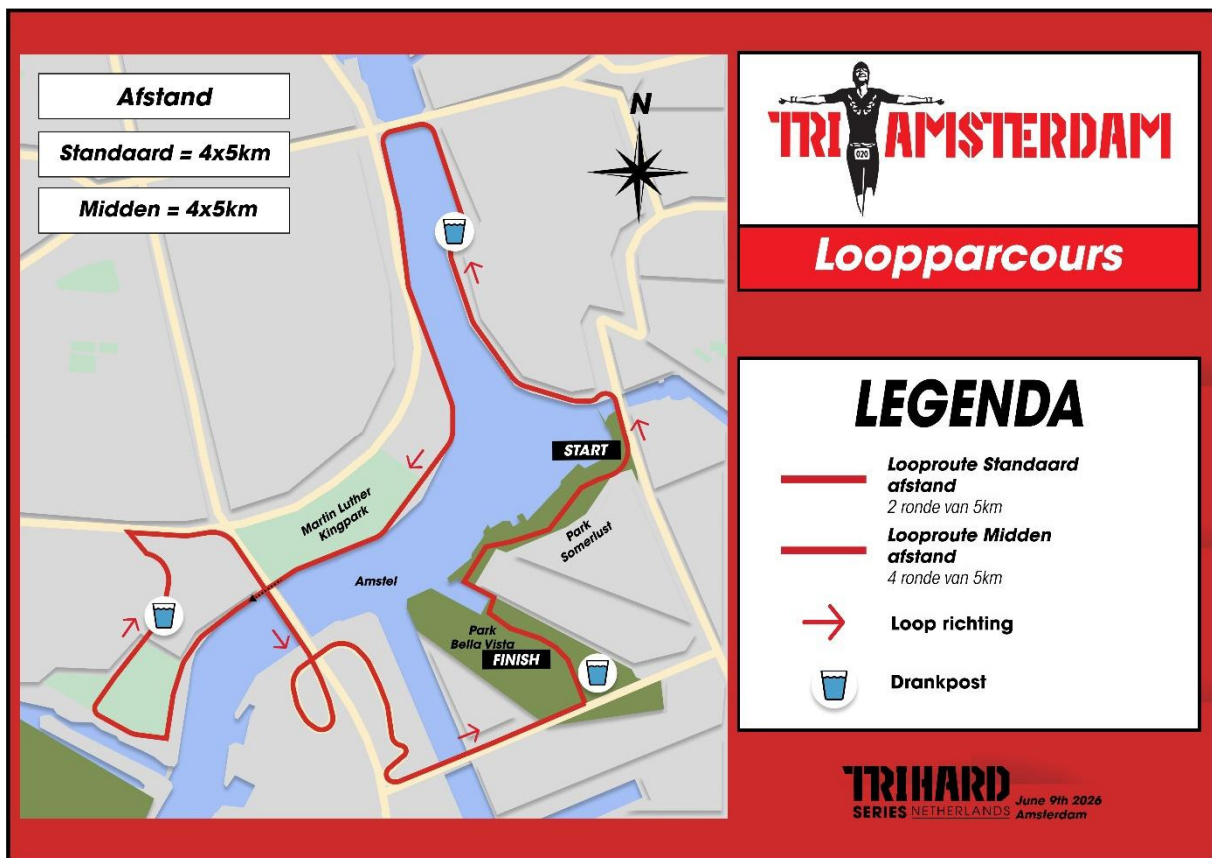 Afstand
Standaard = 4x5km
Midden = 4x5km
N
START
Martin Luther
Kingpark
Park
Somerlust
Amstel
Park
Bella Vista
FINISH
TRI AMSTERDAM
020
Loopparcours
LEGENDA
Looproute Standaard
afstand
2 ronde van 5km
Looproute Midden
afstand
4 ronde van 5km
Loop richting
Drankpost
TRIHARD
SERIES NETHERLANDS
June 9th 2026
Amsterdam